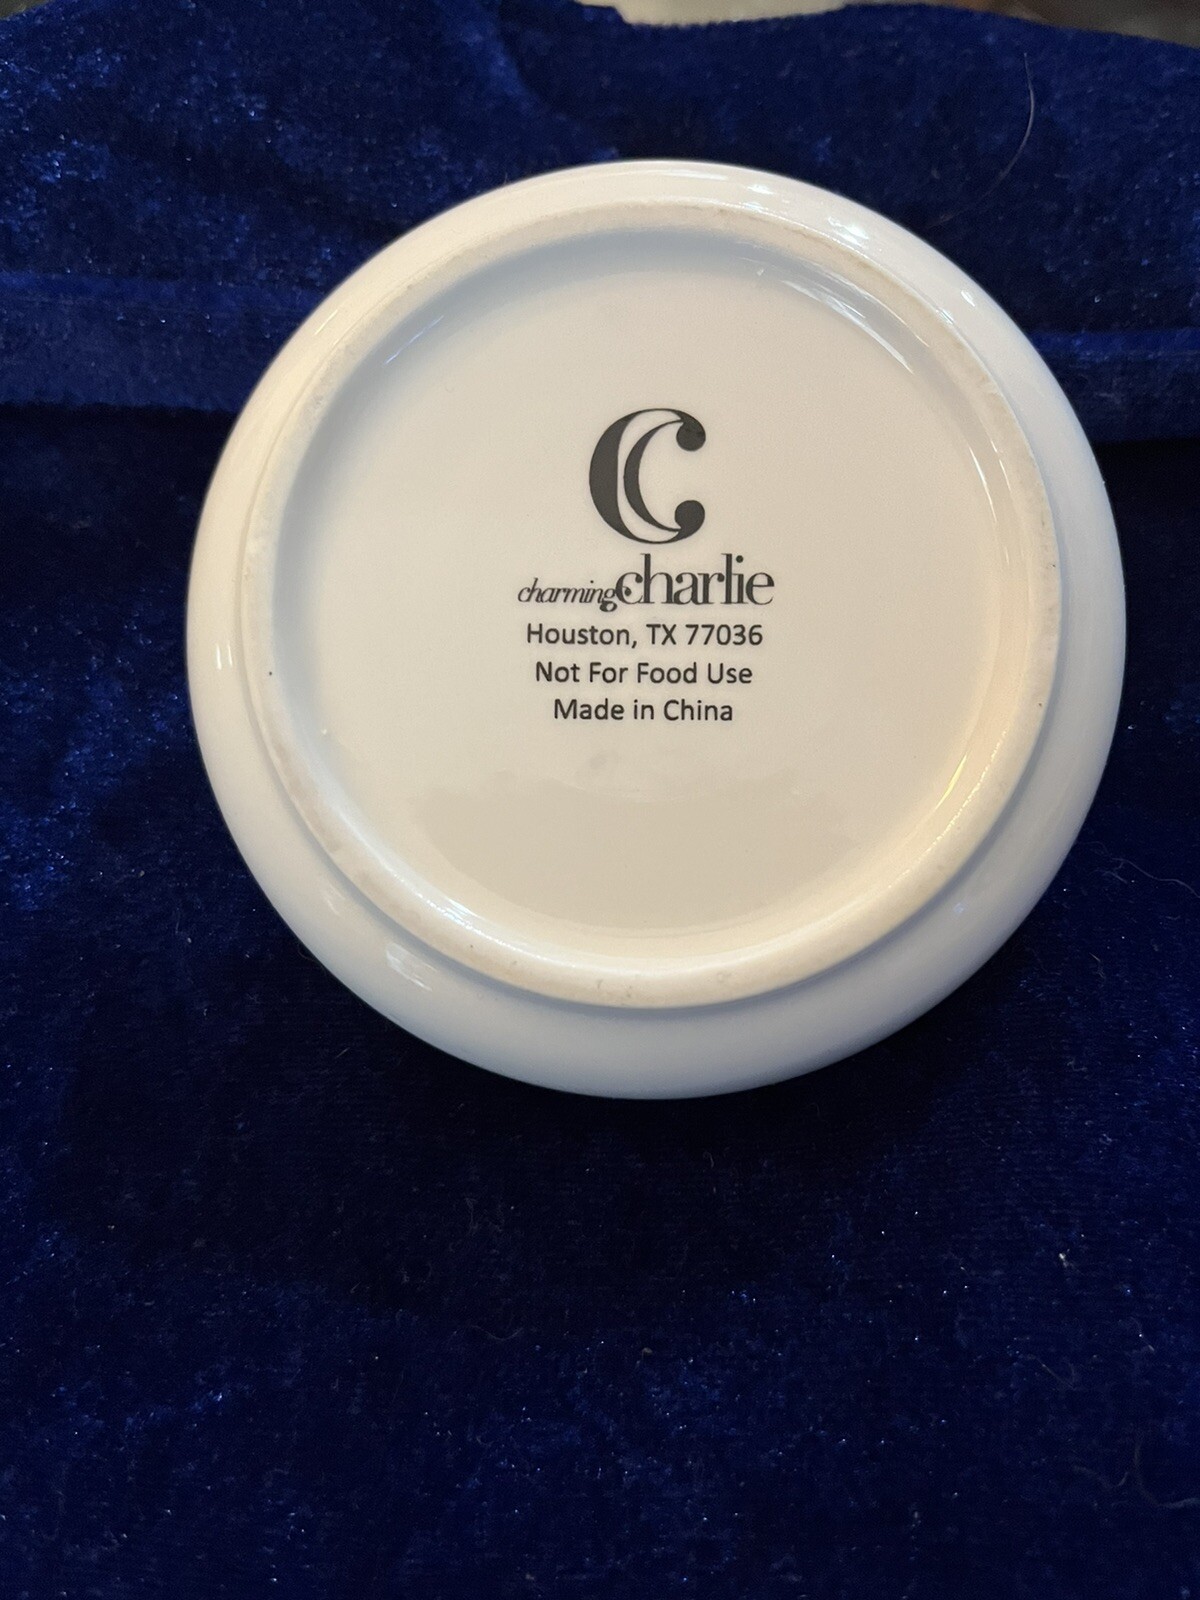 CC
charming charlie
Houston, TX 77036
Not For Food Use
Made in China